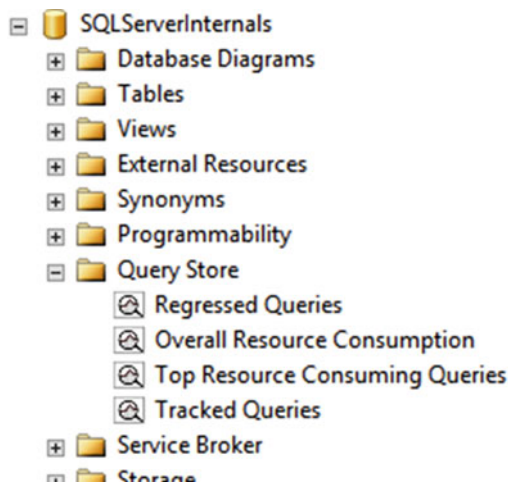 SQLServerInternals
Database Diagrams
Tables
Views
External Resources
Synonyms
Programmability
Query Store
Regressed Queries
Overall Resource Consumption
Top Resource Consuming Queries
Tracked Queries
Service Broker
Storage